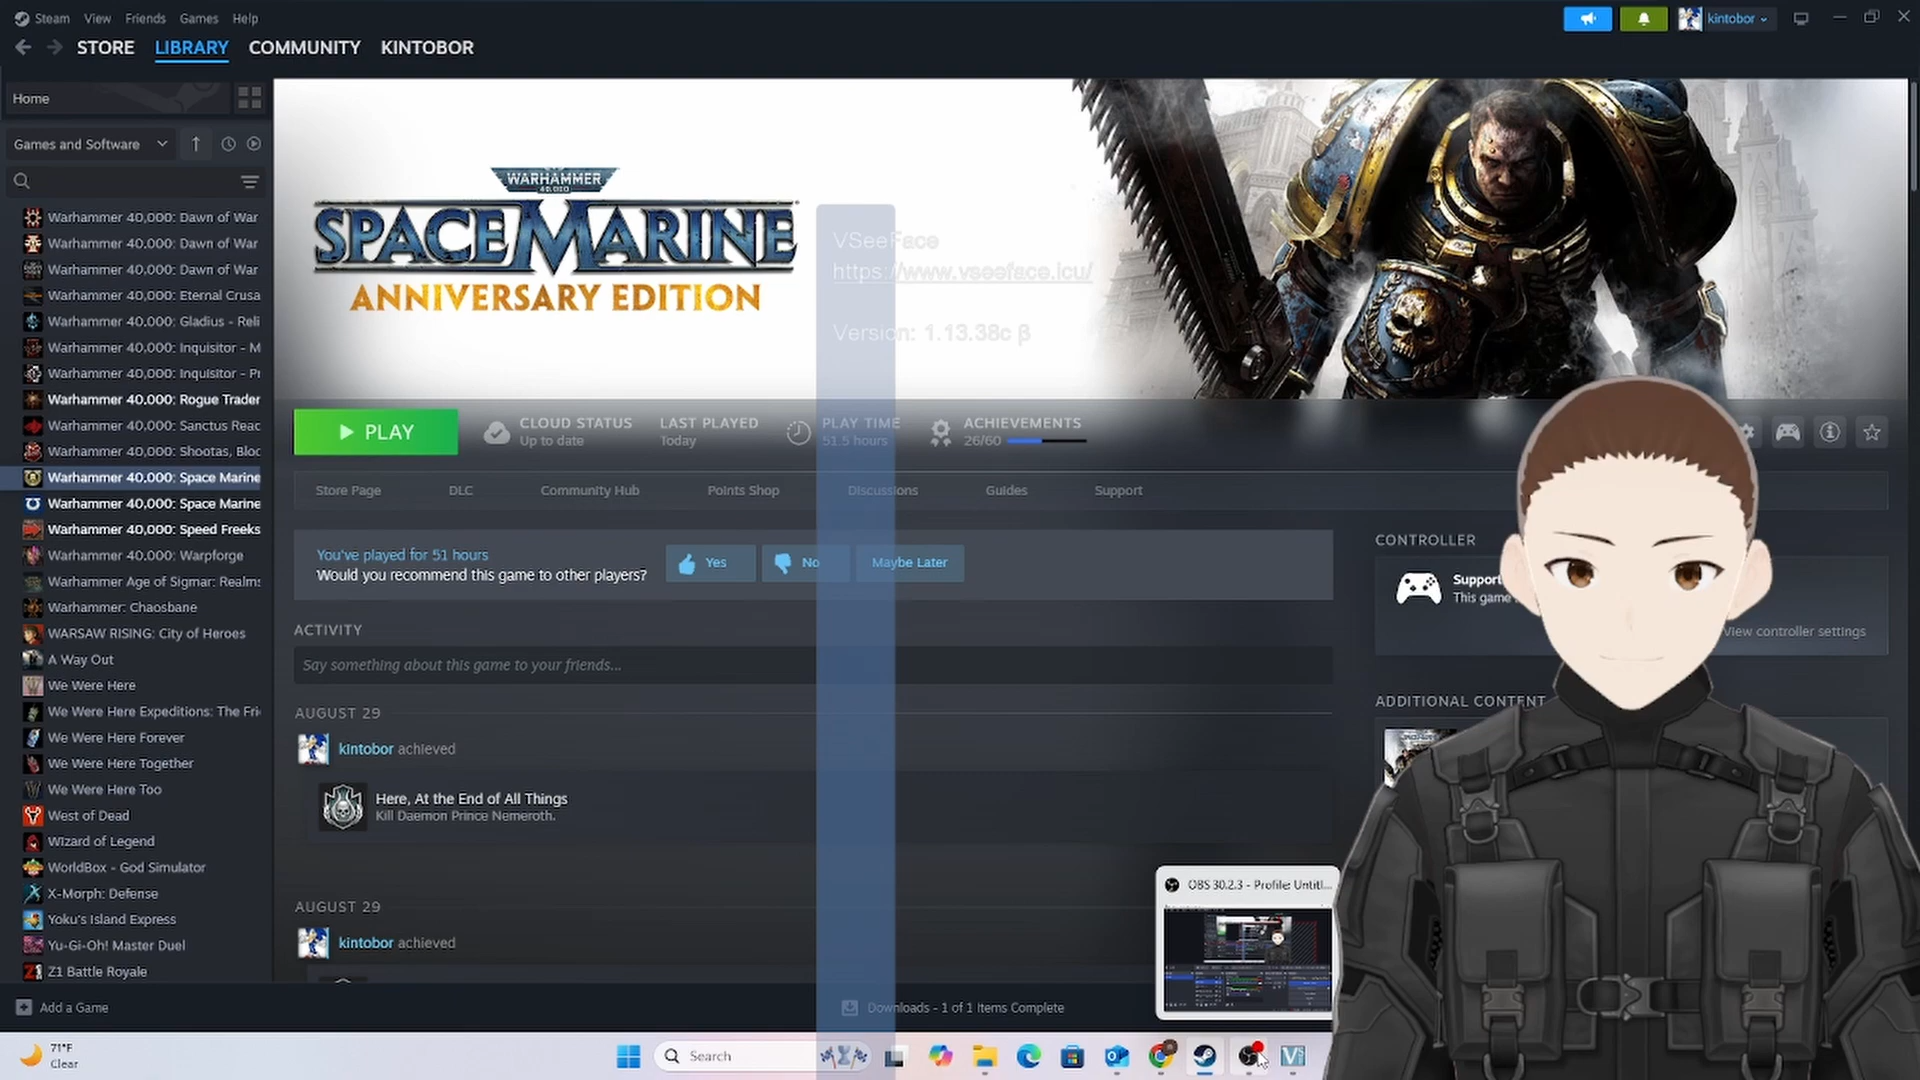 Steam View Friends Games Help
kintobor
STORE LIBRARY COMMUNITY KINTOBOR
Home
Games and Software
Warhammer 40,000: Dawn of War
Warhammer 40,000: Dawn of War
Warhammer 40,000: Dawn of War
Warhammer 40,000: Eternal Crusa
Warhammer 40,000: Gladius - Reli
Warhammer 40,000: Inquisitor - M
Warhammer 40,000: Inquisitor - Pr
Warhammer 40,000: Rogue Trader
Warhammer 40,000: Sanctus Reac
Warhammer 40,000: Shootas, Bloo
Warhammer 40,000: Space Marine
Warhammer 40,000: Space Marine
Warhammer 40,000: Speed Freeks
Warhammer 40,000: Warpforge
Warhammer Age of Sigmar: Realms
Warhammer: Chaosbane
WARSAW RISING: City of Heroes
A Way Out
We Were Here
We Were Here Expeditions: The Fri
We Were Here Forever
We Were Here Together
We Were Here Too
West of Dead
Wizard of Legend
WorldBox - God Simulator
X-Morph: Defense
Yoku's Island Express
Yu-Gi-Oh! Master Duel
Z1 Battle Royale
Add a Game
WARHAMMER
40,000
SPACE MARINE
ANNIVERSARY EDITION
VSeeFace
https://www.vseeface.icu/
Version: 1.13.38c β
PLAY
CLOUD STATUS
Up to date
LAST PLAYED
Today
PLAY TIME
51.5 hours
ACHIEVEMENTS
26/60
Store Page DLC Community Hub Points Shop Discussions Guides Support
You've played for 51 hours
Would you recommend this game to other players?
Yes No Maybe Later
ACTIVITY
Say something about this game to your friends...
AUGUST 29
kintobor achieved
Here, At the End of All Things
Kill Daemon Prince Nemeroth.
AUGUST 29
kintobor achieved
CONTROLLER
Support
This game
View controller settings
ADDITIONAL CONTENT
OBS 30.2.3 - Profile: Untitl...
Downloads - 1 of 1 Items Complete
71°F
Clear
Search